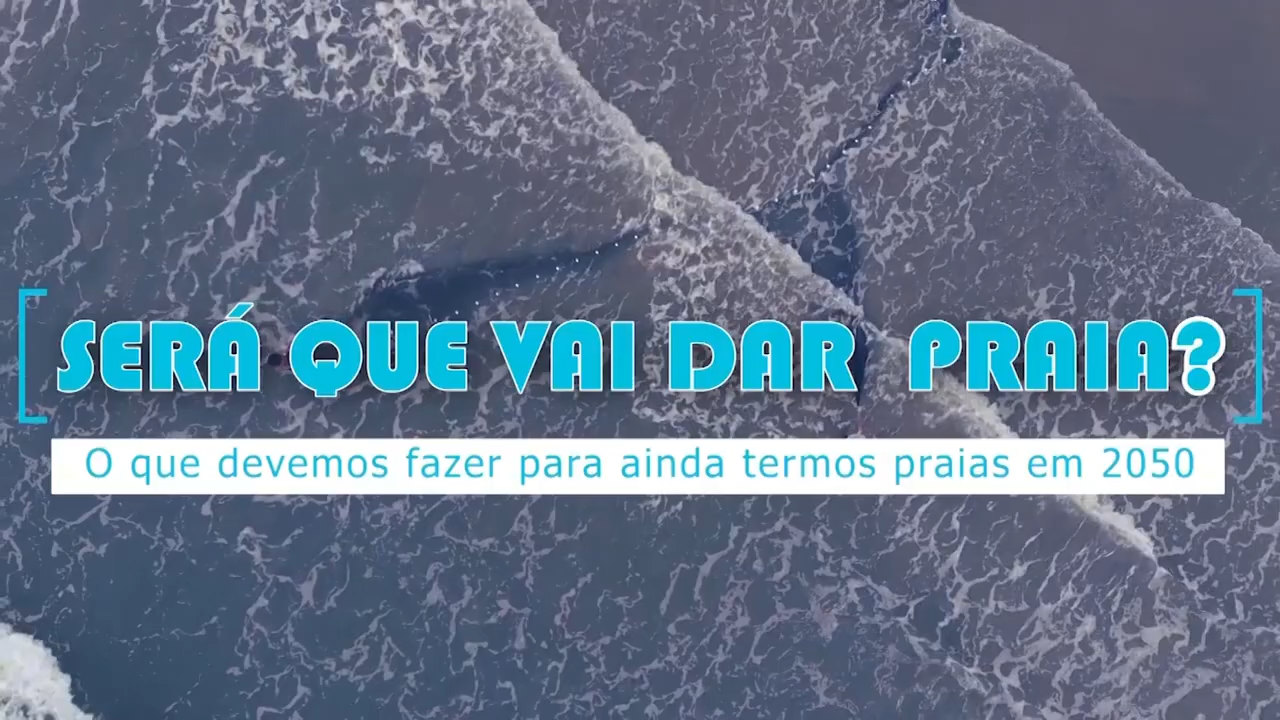 SERÁ QUE VAI DAR PRAIA?
O que devemos fazer para ainda termos praias em 2050